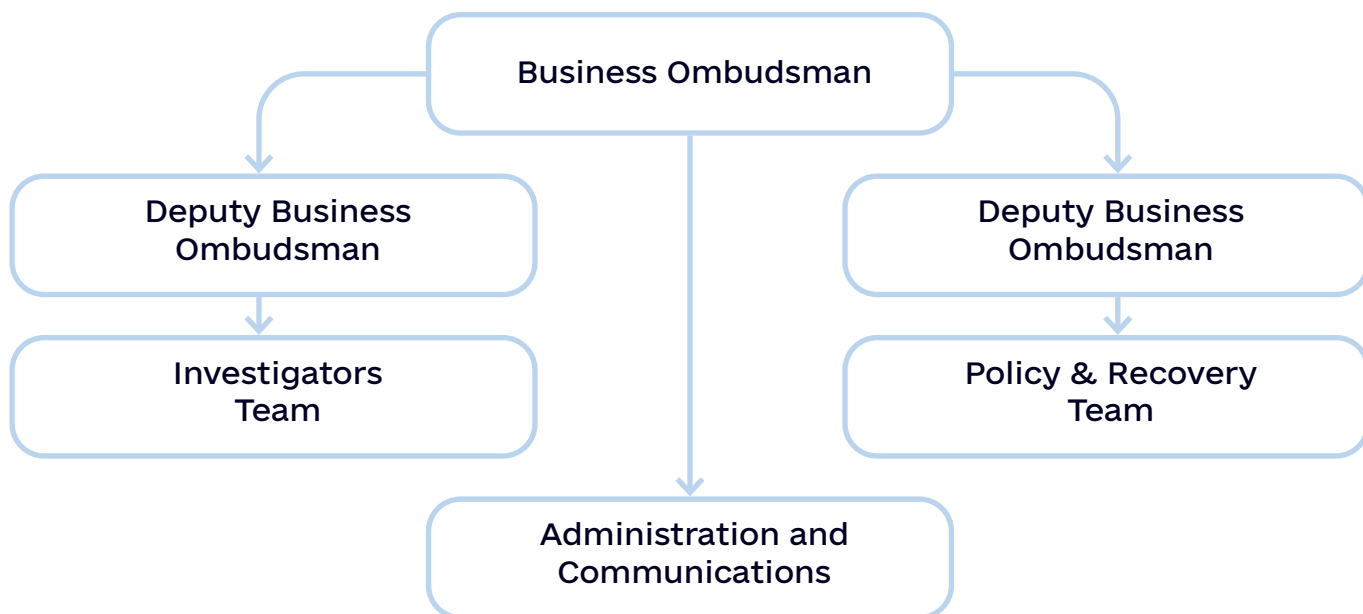 Business Ombudsman
Deputy Business
Ombudsman
Deputy Business
Ombudsman
Investigators
Team
Policy & Recovery
Team
Administration and
Communications